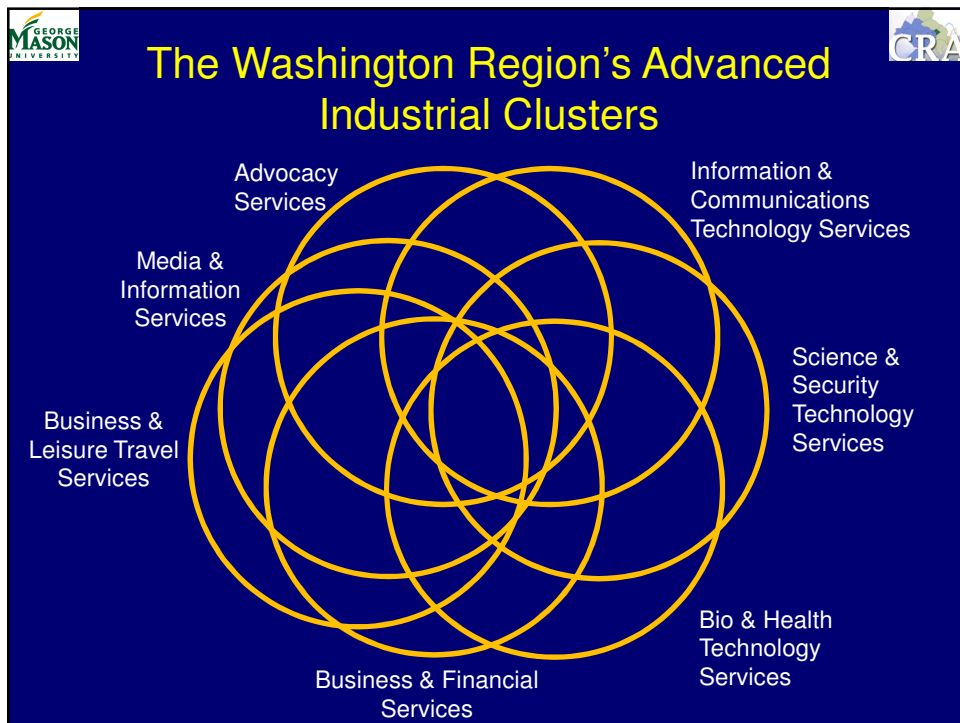 GEORGE
MASON
UNIVERSITY
CRA
The Washington Region's Advanced
Industrial Clusters
Advocacy
Services
Information &
Communications
Technology Services
Media &
Information
Services
Science &
Security
Technology
Services
Business &
Leisure Travel
Services
Bio & Health
Technology
Services
Business & Financial
Services